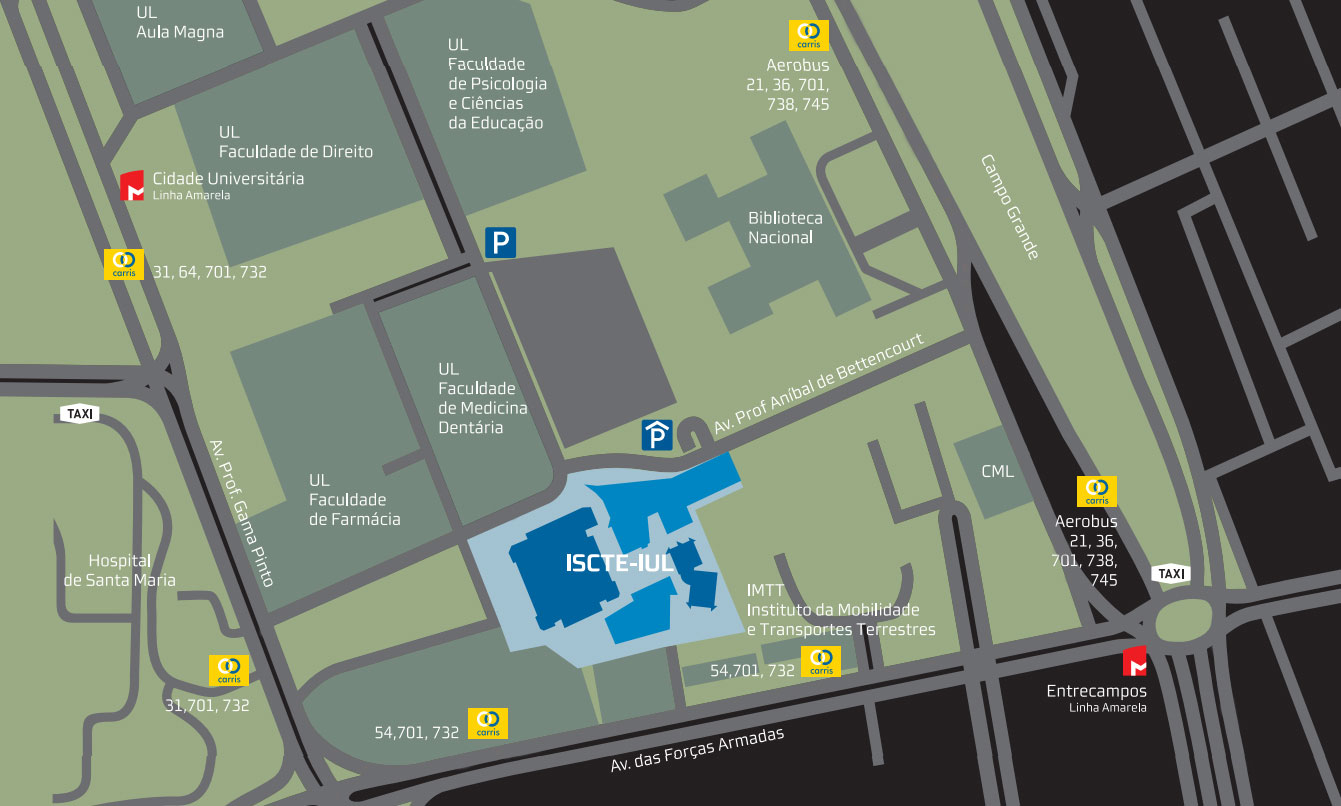 UL
Aula Magna
UL
Faculdade
de Psicologia
e Ciências
da Educação
carris
Aerobus
21, 36, 701,
738, 745
UL
Faculdade de Direito
Cidade Universitária
Linha Amarela
Campo Grande
Biblioteca
Nacional
P
carris
31, 64, 701, 732
Av. Prof Aníbal de Bettencourt
UL
Faculdade
de Medicina
Dentária
TAXI
P
Av. Prof. Gama Pinto
UL
Faculdade
de Farmácia
CML
carris
Aerobus
21, 36,
701, 738,
745
TAXI
Hospital
de Santa Maria
ISCTE-IUL
IMTT
Instituto da Mobilidade
e Transportes Terrestres
54,701, 732
carris
carris
31,701, 732
Entrecampos
Linha Amarela
54,701, 732
carris
Av. das Forças Armadas